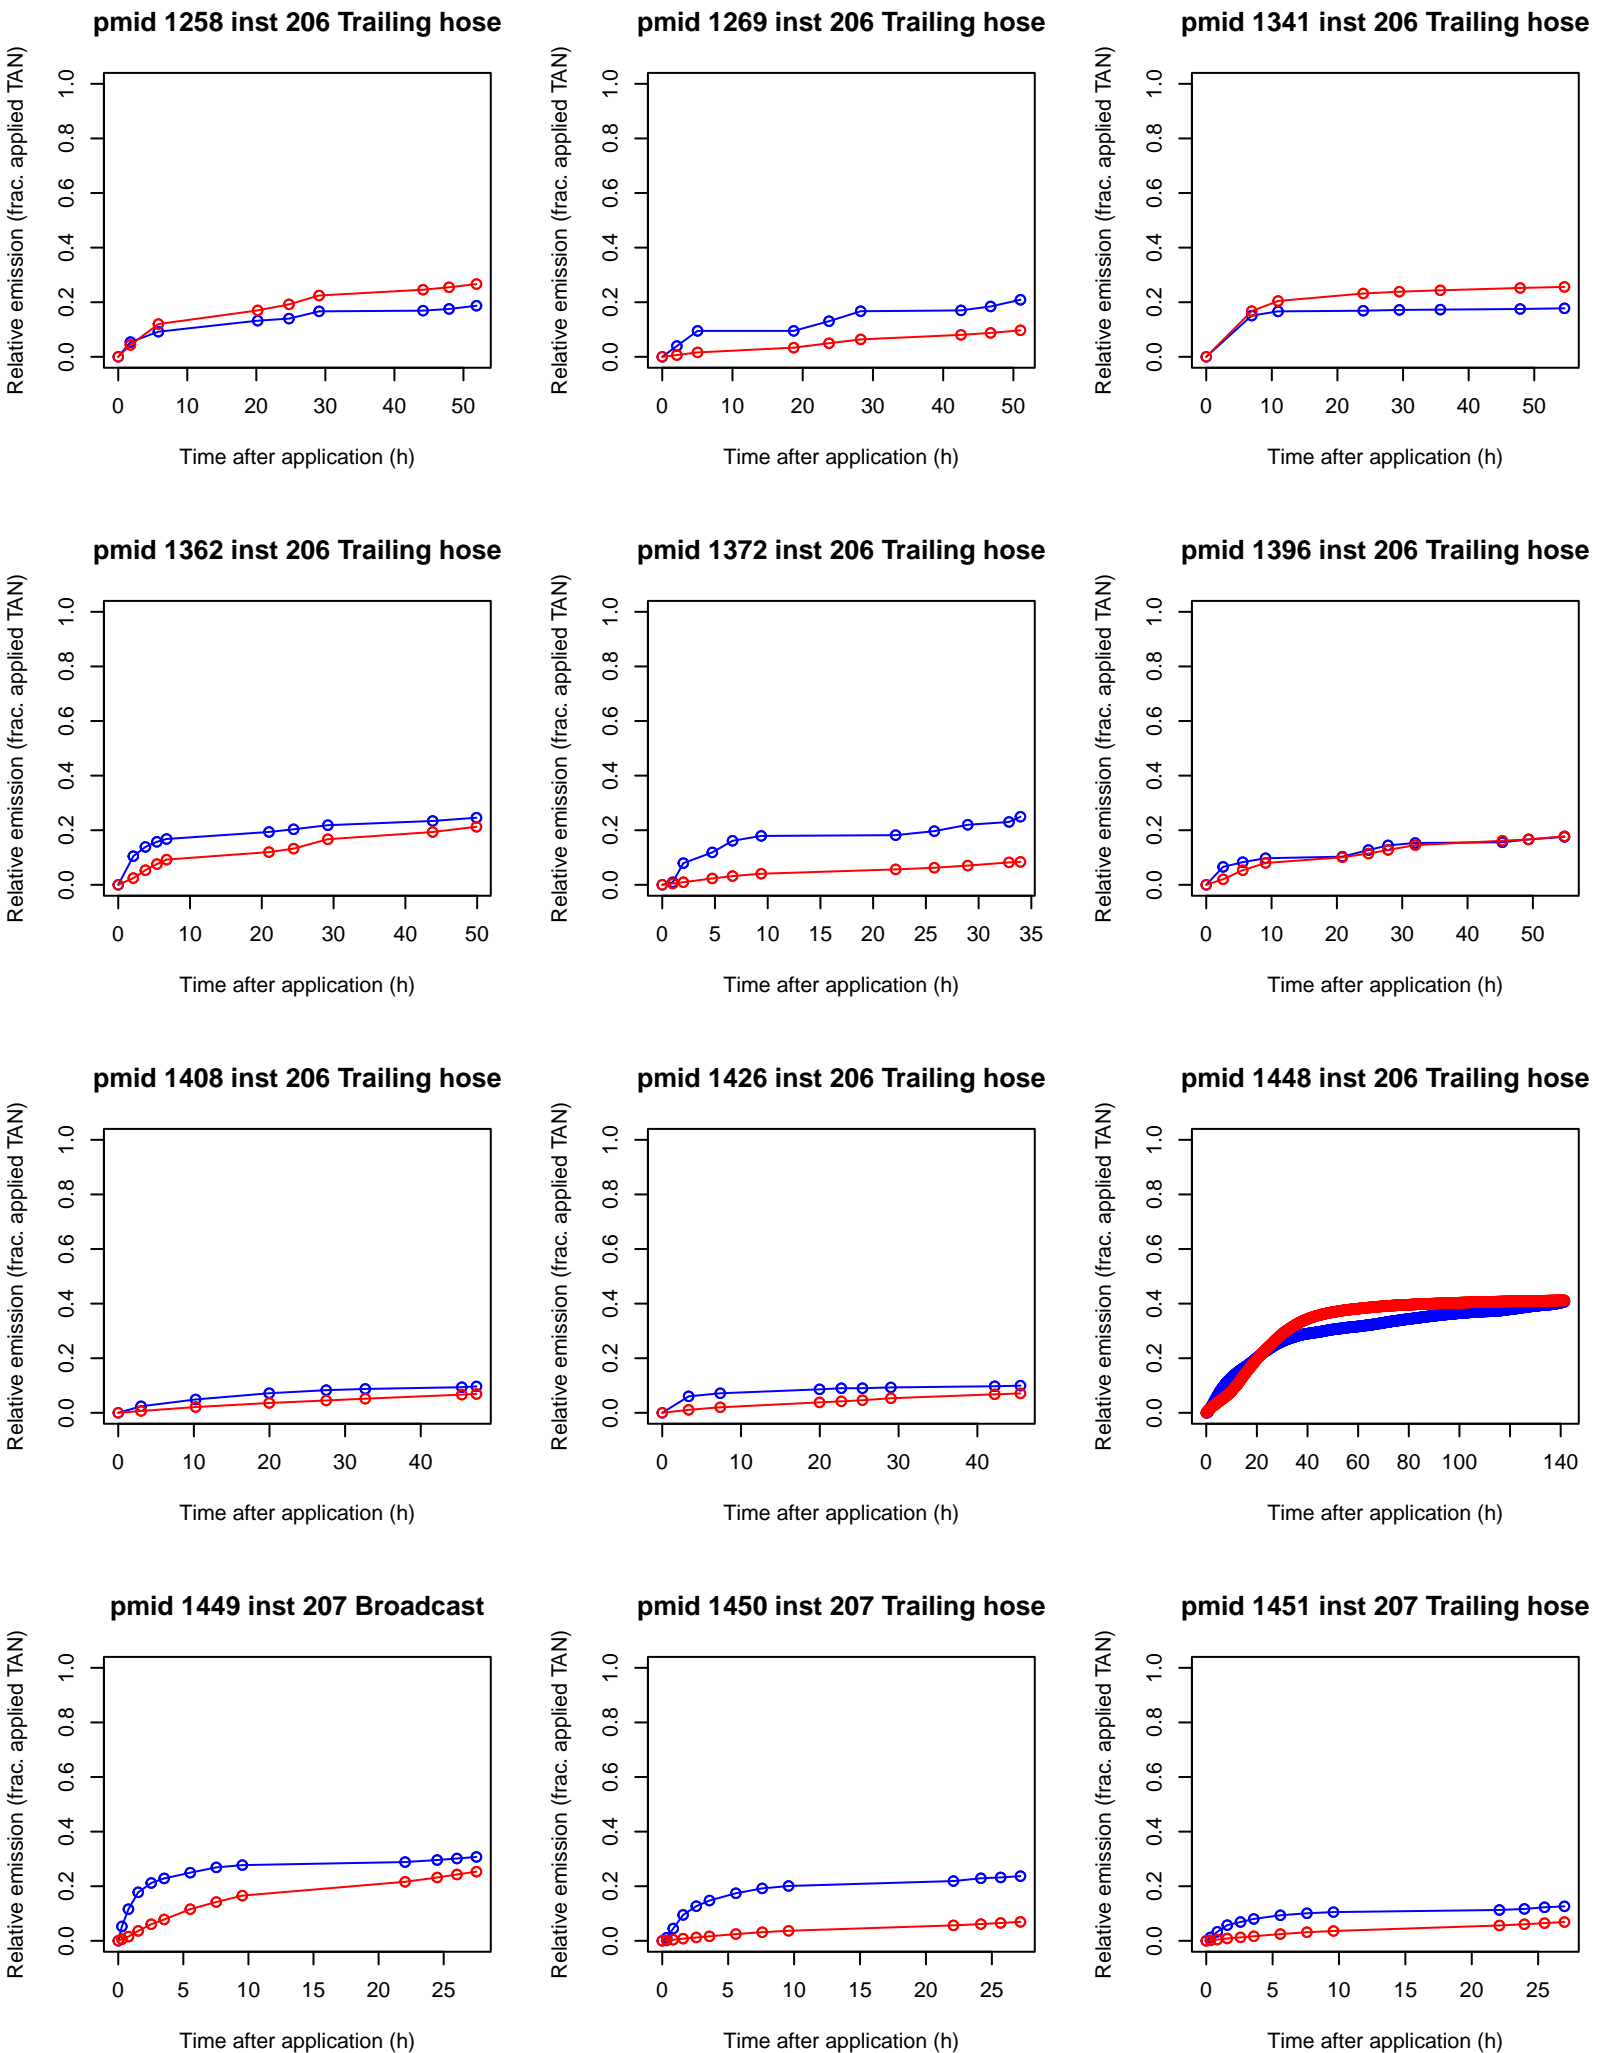 pmid 1258 inst 206 Trailing hose
Relative emission (frac. applied TAN)
0.0 0.2 0.4 0.6 0.8 1.0
0 10 20 30 40 50
Time after application (h)
pmid 1269 inst 206 Trailing hose
Relative emission (frac. applied TAN)
0.0 0.2 0.4 0.6 0.8 1.0
0 10 20 30 40 50
Time after application (h)
pmid 1341 inst 206 Trailing hose
Relative emission (frac. applied TAN)
0.0 0.2 0.4 0.6 0.8 1.0
0 10 20 30 40 50
Time after application (h)
pmid 1362 inst 206 Trailing hose
Relative emission (frac. applied TAN)
0.0 0.2 0.4 0.6 0.8 1.0
0 10 20 30 40 50
Time after application (h)
pmid 1372 inst 206 Trailing hose
Relative emission (frac. applied TAN)
0.0 0.2 0.4 0.6 0.8 1.0
0 5 10 15 20 25 30 35
Time after application (h)
pmid 1396 inst 206 Trailing hose
Relative emission (frac. applied TAN)
0.0 0.2 0.4 0.6 0.8 1.0
0 10 20 30 40 50
Time after application (h)
pmid 1408 inst 206 Trailing hose
Relative emission (frac. applied TAN)
0.0 0.2 0.4 0.6 0.8 1.0
0 10 20 30 40
Time after application (h)
pmid 1426 inst 206 Trailing hose
Relative emission (frac. applied TAN)
0.0 0.2 0.4 0.6 0.8 1.0
0 10 20 30 40
Time after application (h)
pmid 1448 inst 206 Trailing hose
Relative emission (frac. applied TAN)
0.0 0.2 0.4 0.6 0.8 1.0
0 20 40 60 80 100 140
Time after application (h)
pmid 1449 inst 207 Broadcast
Relative emission (frac. applied TAN)
0.0 0.2 0.4 0.6 0.8 1.0
0 5 10 15 20 25
Time after application (h)
pmid 1450 inst 207 Trailing hose
Relative emission (frac. applied TAN)
0.0 0.2 0.4 0.6 0.8 1.0
0 5 10 15 20 25
Time after application (h)
pmid 1451 inst 207 Trailing hose
Relative emission (frac. applied TAN)
0.0 0.2 0.4 0.6 0.8 1.0
0 5 10 15 20 25
Time after application (h)